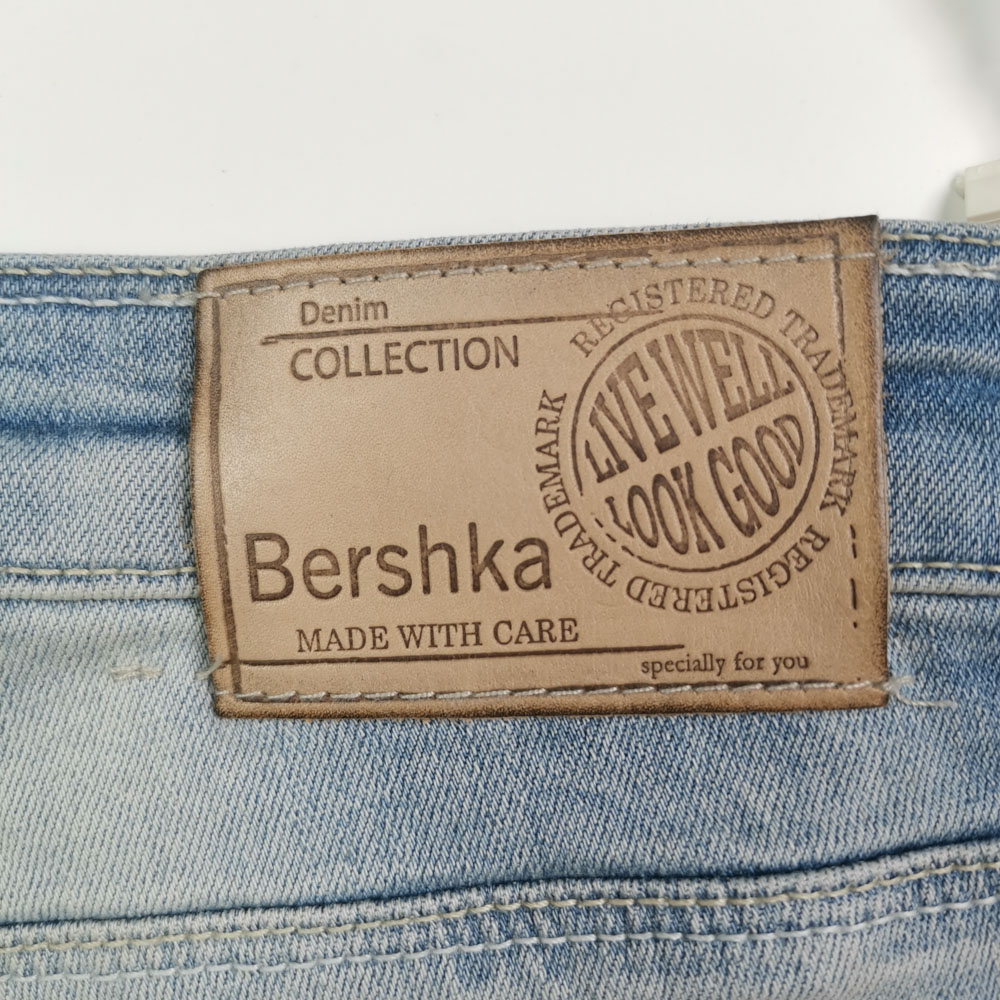 Denim
COLLECTION
REGISTERED TRADEMARK REGISTERED TRADEMARK
LIVE WELL
LOOK GOOD
Bershka
MADE WITH CARE
specially for you